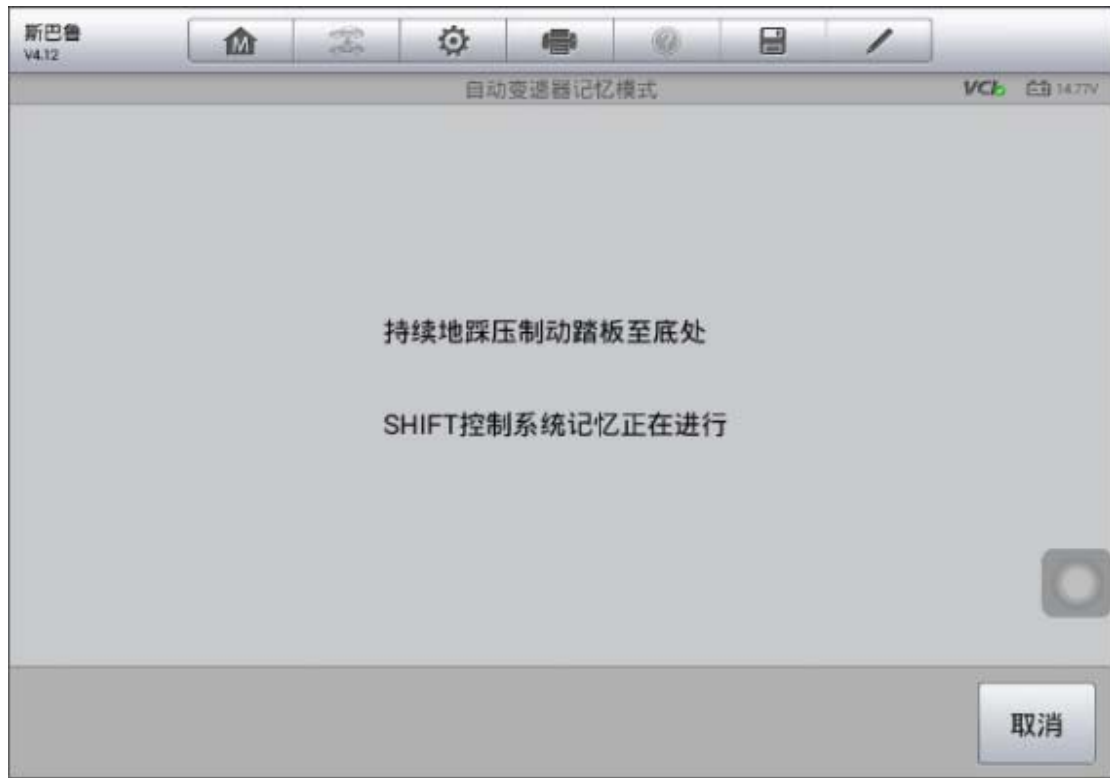 斯巴鲁
V4.12
M
自动变速器记忆模式
VCI
14.77V
持续地踩压制动踏板至底处
SHIFT控制系统记忆正在进行
取消